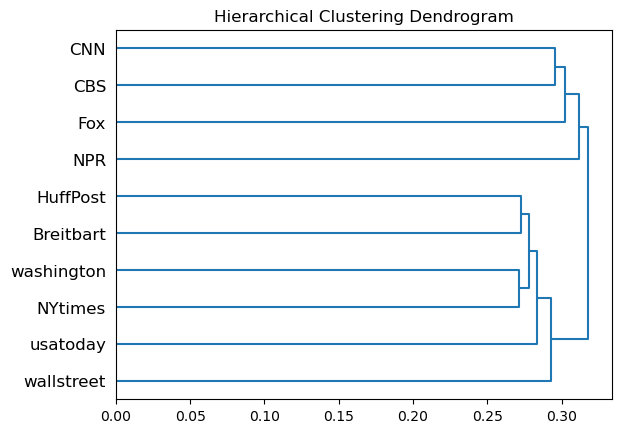 Hierarchical Clustering Dendrogram
CNN
CBS
Fox
NPR
HuffPost
Breitbart
washington
NYtimes
usatoday
wallstreet
0.00 0.05 0.10 0.15 0.20 0.25 0.30